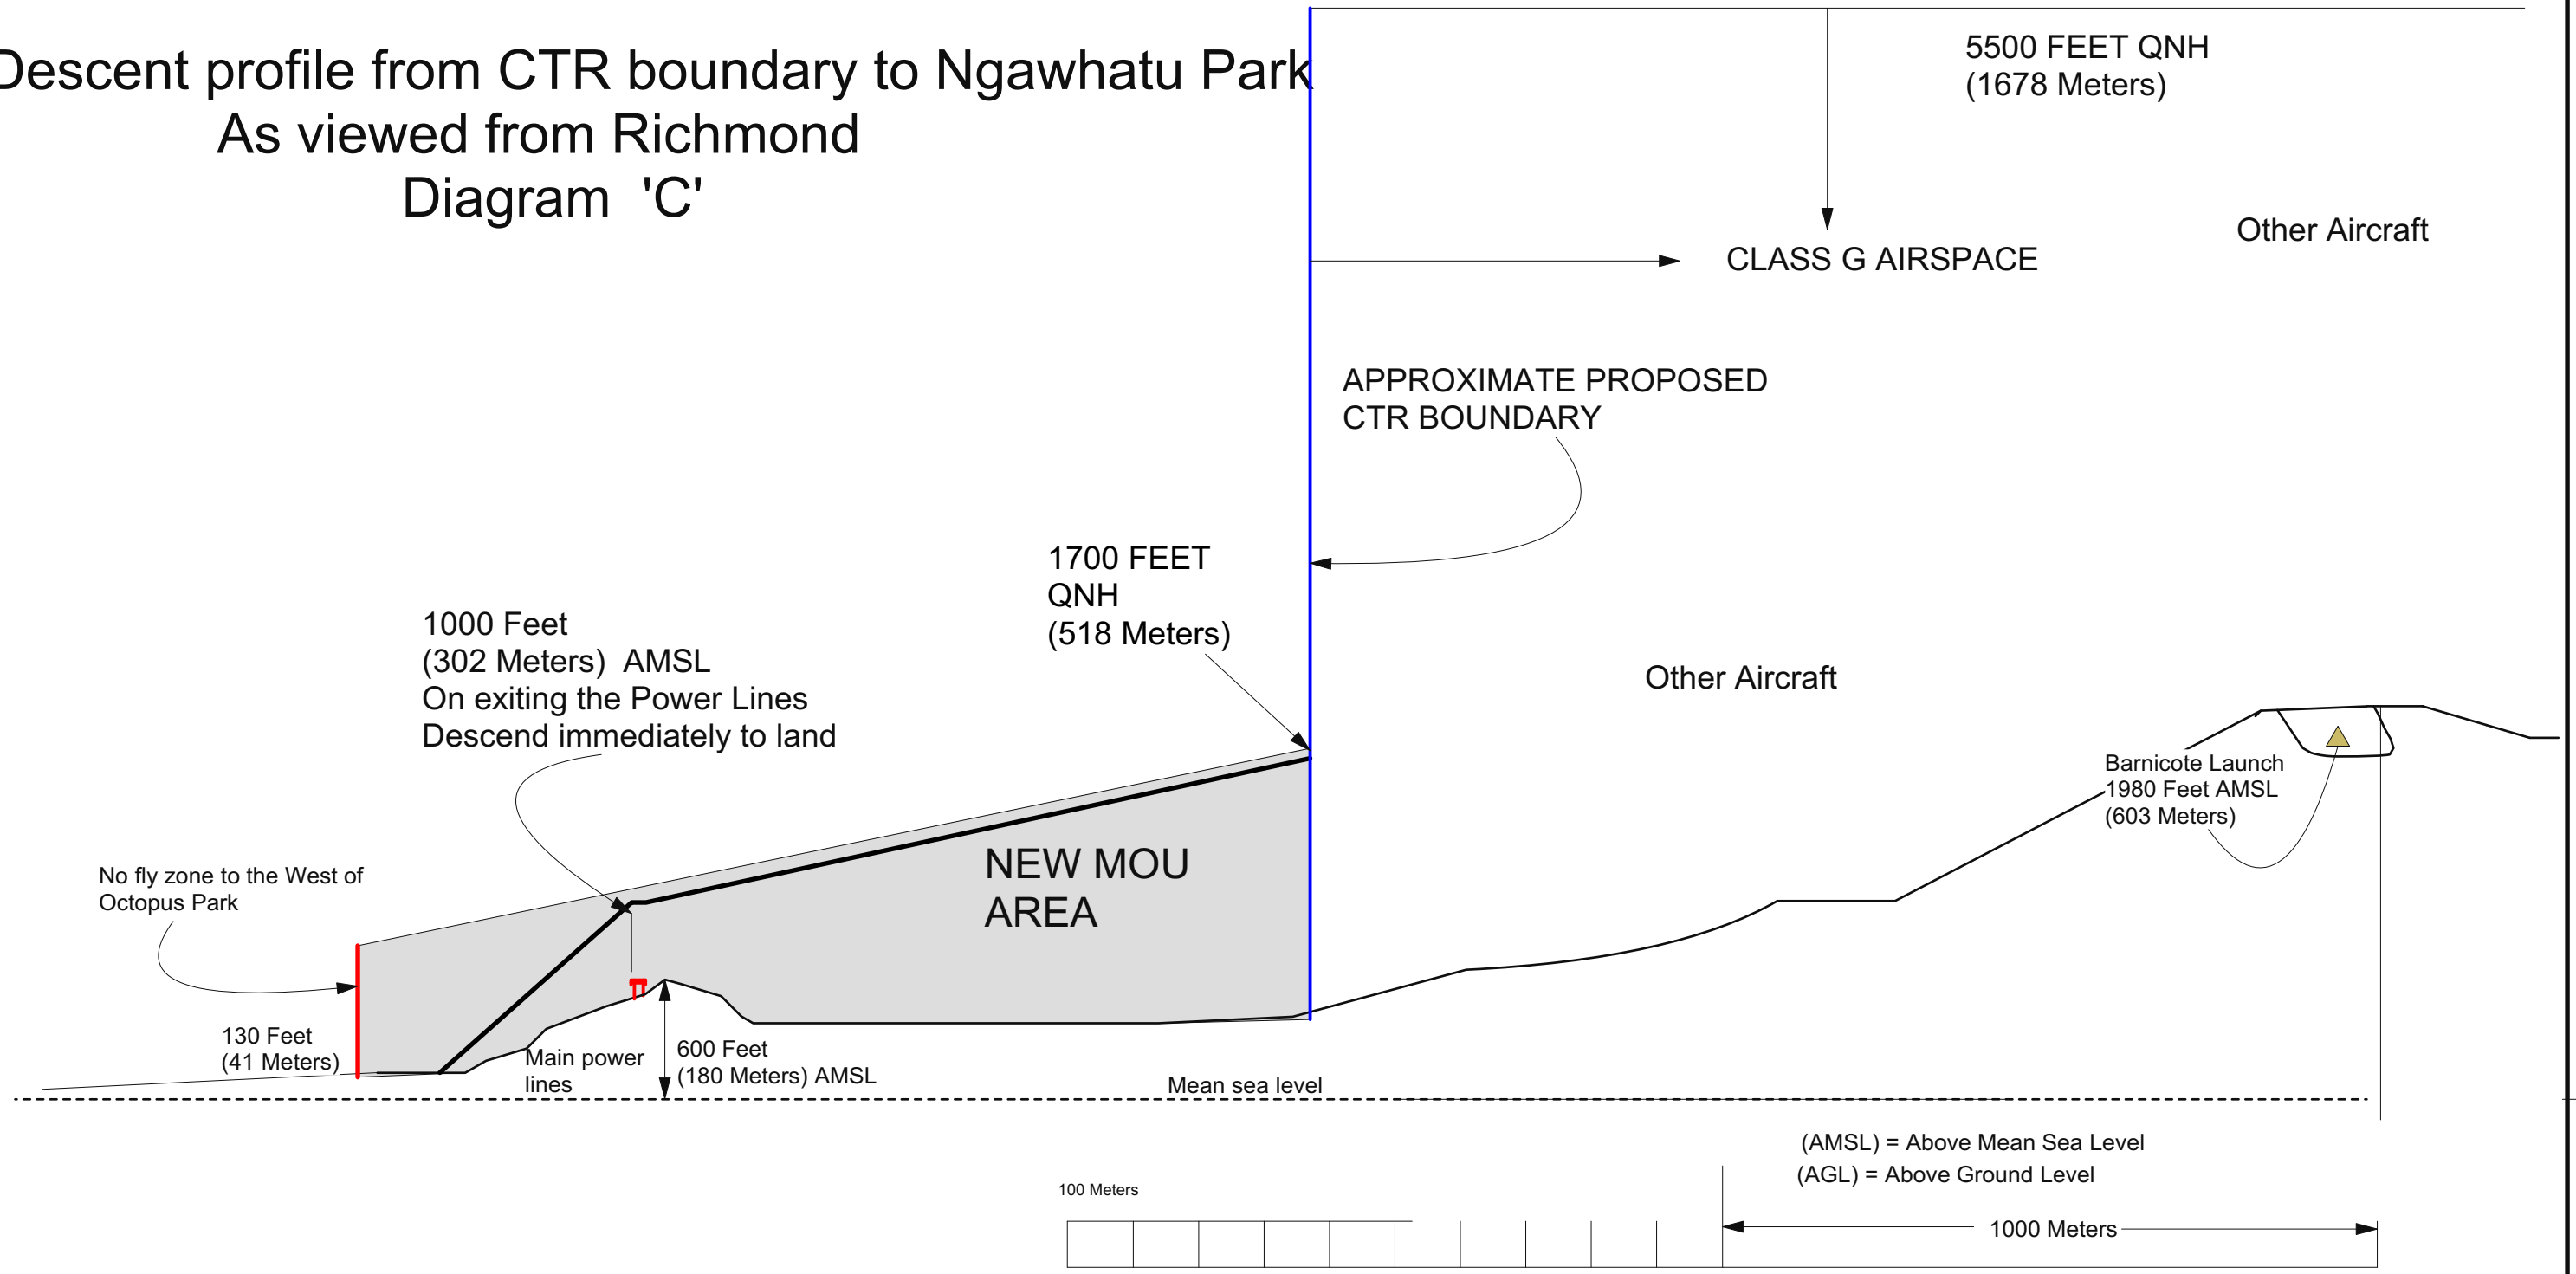 Descent profile from CTR boundary to Ngawhatu Park
As viewed from Richmond
Diagram 'C'
5500 FEET QNH
(1678 Meters)
Other Aircraft
CLASS G AIRSPACE
APPROXIMATE PROPOSED
CTR BOUNDARY
1700 FEET
QNH
(518 Meters)
1000 Feet
(302 Meters) AMSL
On exiting the Power Lines
Descend immediately to land
Other Aircraft
Barnicote Launch
1980 Feet AMSL
(603 Meters)
NEW MOU
AREA
No fly zone to the West of
Octopus Park
130 Feet
(41 Meters)
Main power
lines
600 Feet
(180 Meters) AMSL
Mean sea level
(AMSL) = Above Mean Sea Level
(AGL) = Above Ground Level
100 Meters
1000 Meters